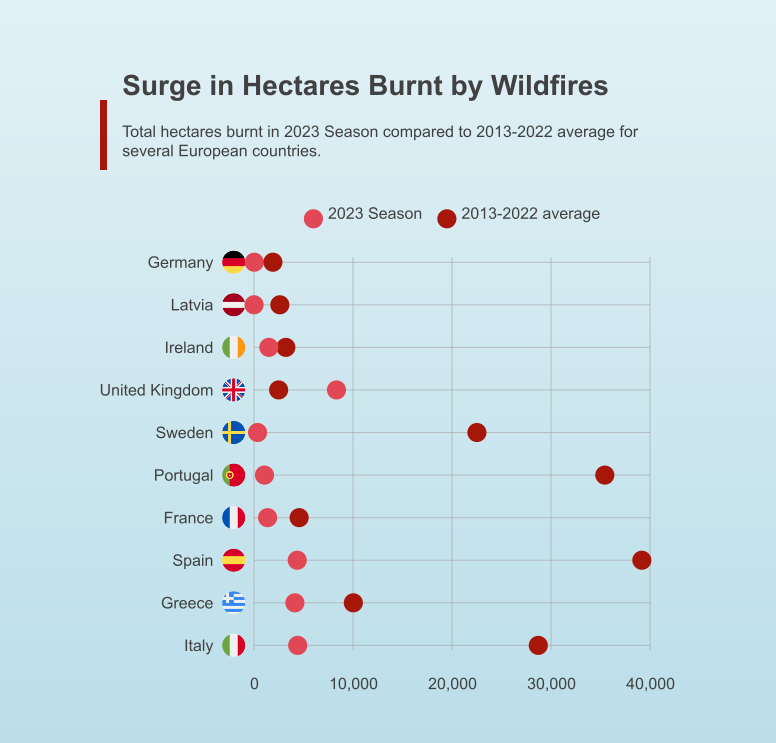 Surge in Hectares Burnt by Wildfires
Total hectares burnt in 2023 Season compared to 2013-2022 average for
several European countries.
2023 Season
2013-2022 average
Germany
Latvia
Ireland
United Kingdom
Sweden
Portugal
France
Spain
Greece
Italy
0
10,000
20,000
30,000
40,000